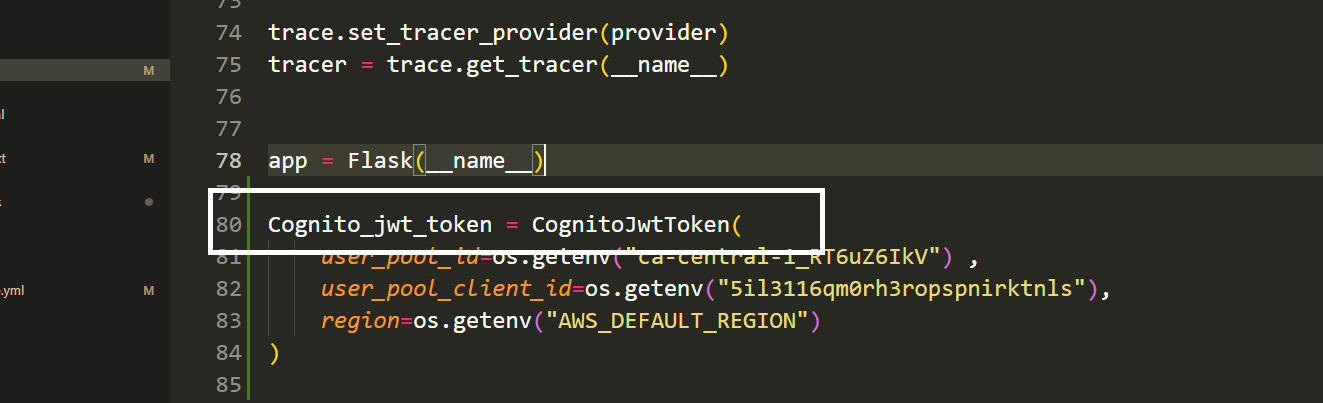 73
74 trace.set_tracer_provider(provider)
M 75 tracer = trace.get_tracer(__name__)
76
77
M 78 app = Flask(__name__)
79
80 Cognito_jwt_token = CognitoJwtToken(
81 user_pool_id=os.getenv("ca-central-1_RT6uZ6IkV") ,
.yml M 82 user_pool_client_id=os.getenv("5il3116qm0rh3ropspnirktnls"),
83 region=os.getenv("AWS_DEFAULT_REGION")
84 )
85